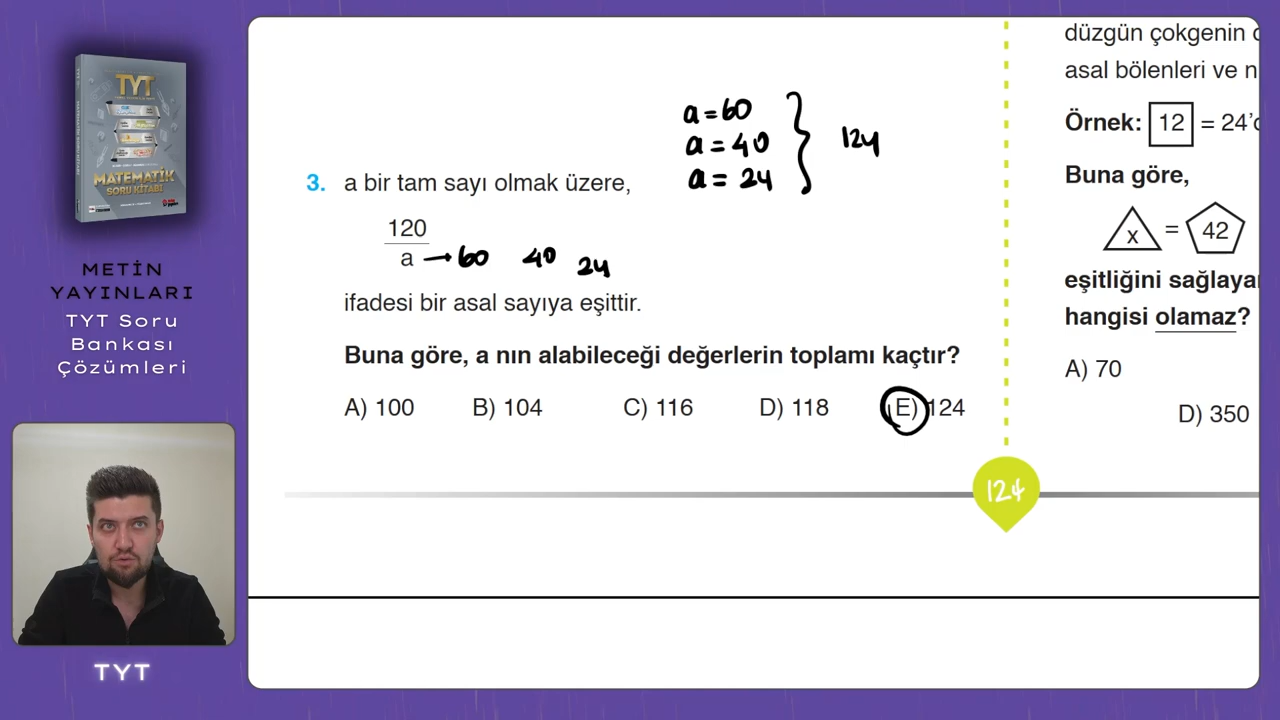 TYT
MATEMATİK
SORU KİTABI
METİN
YAYINLARI
TYT Soru
Bankası
Çözümleri
TYT
a = 60
a = 40
a = 24
124
3. a bir tam sayı olmak üzere,
120
a → 60 40 24
ifadesi bir asal sayıya eşittir.
Buna göre, a nın alabileceği değerlerin toplamı kaçtır?
A) 100 B) 104 C) 116 D) 118 E) 124
124
düzgün çokgenin
asal bölenleri ve n
Örnek: 12 = 24'
Buna göre,
x = 42
eşitliğini sağlaya
hangisi olamaz?
A) 70
D) 350